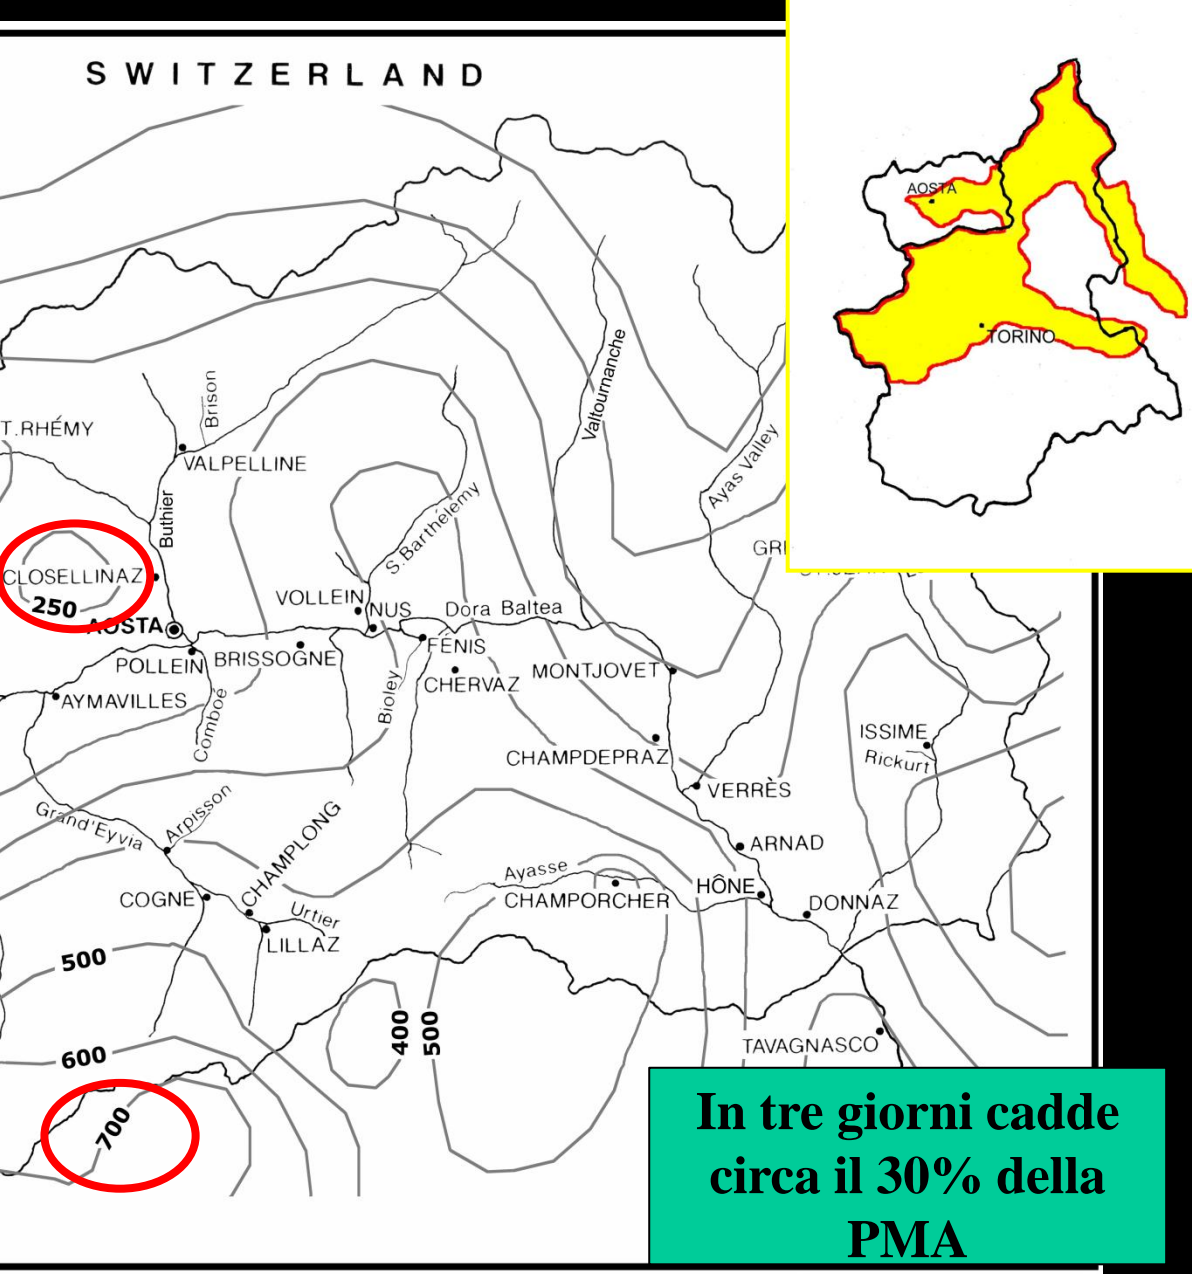 SWITZERLAND
AOSTA
TORINO
Valtournanche
Brison
T.RHÉMY
VALPELLINE
Ayas Valley
Buthier
S.Barthélemy
GRE
CLOSELLINAZ
250
VOLLEIN
NUS
Dora Baltea
AOSTA
FÉNIS
POLLEIN
BRISSOGNE
CHERVAZ
MONTJOVET
AYMAVILLES
Comboé
Bioley
ISSIME
Rickurt
CHAMPDEPRAZ
VERRÈS
Grand'Eyvia
Arpisson
CHAMPLONG
ARNAD
Ayasse
COGNE
CHAMPORCHER
HÔNE
DONNAZ
Urtier
LILLAZ
500
400
500
600
TAVAGNASCO
700
In tre giorni cadde
circa il 30% della
PMA